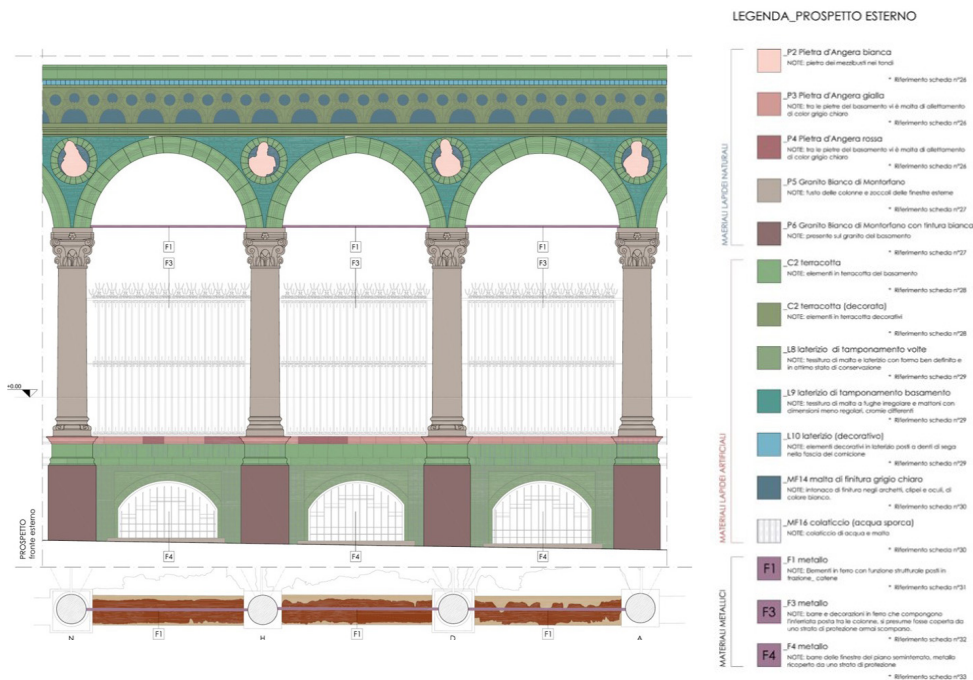 LEGENDA_PROSPETTO ESTERNO
MAERIALI LAPIDEI NATURALI
_P2 Pietra d'Angera bianca
NOTE: pietra dei mezzibusti nei tondi
* Riferimento scheda n°26
_P3 Pietra d'Angera gialla
NOTE: tra le pietre del basamento vi è malta di allettamento
di color grigio chiaro
* Riferimento scheda n°26
_P4 Pietra d'Angera rossa
NOTE: tra le pietre del basamento vi è malta di allettamento
di color grigio chiaro
* Riferimento scheda n°26
_P5 Granito Bianco di Montorfano
NOTE: fusto delle colonne e zoccoli delle finestre esterne
* Riferimento scheda n°27
_P6 Granito Bianco di Montorfano con tintura bianca
NOTE: presente sul granito del basamento
* Riferimento scheda n°27
MATERIALI LAPIDEI ARTIFICIALI
_C2 terracotta
NOTE: elementi in terracotta del basamento
* Riferimento scheda n°28
_C2 terracotta (decorata)
NOTE: elementi in terracotta decorativi
* Riferimento scheda n°28
_L8 laterizio di tamponamento volte
NOTE: tessitura di malta e laterizio con forma ben definita e
in ottimo stato di conservazione
* Riferimento scheda n°29
_L9 laterizio di tamponamento basamento
NOTE: tessitura di malta a fughe irregolare e mattoni con
dimensioni meno regolari, cromie differenti
* Riferimento scheda n°29
_L10 laterizio (decorativo)
NOTE: elementi decorativi in laterizio posti a denti di sega
nella fascia del cornicione
* Riferimento scheda n°29
_MF14 malta di finitura grigio chiaro
NOTE: intonaco di finitura negli archetti, clipei e oculi, di
colore bianco.
* Riferimento scheda n°30
_MF16 colaticcio (acqua sporca)
NOTE: colaticcio di acqua e malta
* Riferimento scheda n°30
MATERIALI METALLICI
F1
_F1 metallo
NOTE: Elementi in ferro con funzione strutturale posti in
trazione_ catene
* Riferimento scheda n°31
F3
_F3 metallo
NOTE: barre e decorazioni in ferro che compongono
l'inferriata posta tra le colonne, si presume fosse coperta da
uno strato di protezione ormai scomparso.
* Riferimento scheda n°32
F4
_F4 metallo
NOTE: barre delle finestre del piano seminterrato, metallo
ricoperto da uno strato di protezione
* Riferimento scheda n°33
F1
F1
F1
F3
F3
F3
+0.00
PROSPETTO
fronte esterno
F4
F4
F4
N
H
D
A
F1
F1
F1